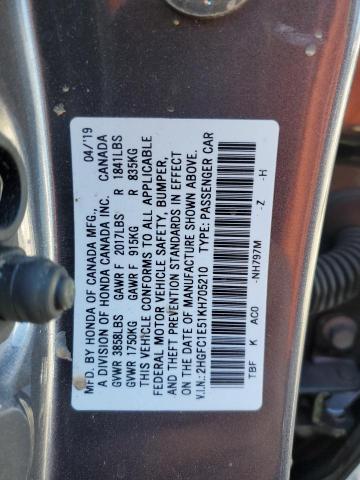 MFD. BY HONDA OF CANADA MFG., 04/'19
A DIVISION OF HONDA CANADA INC. CANADA
GVWR 3858LBS GAWR F 2017LBS R 1841LBS
GVWR 1750KG GAWR F 915KG R 835KG
THIS VEHICLE CONFORMS TO ALL APPLICABLE
FEDERAL MOTOR VEHICLE SAFETY, BUMPER,
AND THEFT PREVENTION STANDARDS IN EFFECT
ON THE DATE OF MANUFACTURE SHOWN ABOVE.
V.I.N.: 2HGFC1E51KH705210 TYPE: PASSENGER CAR
TBF K AC0 -NH797M -Z -H